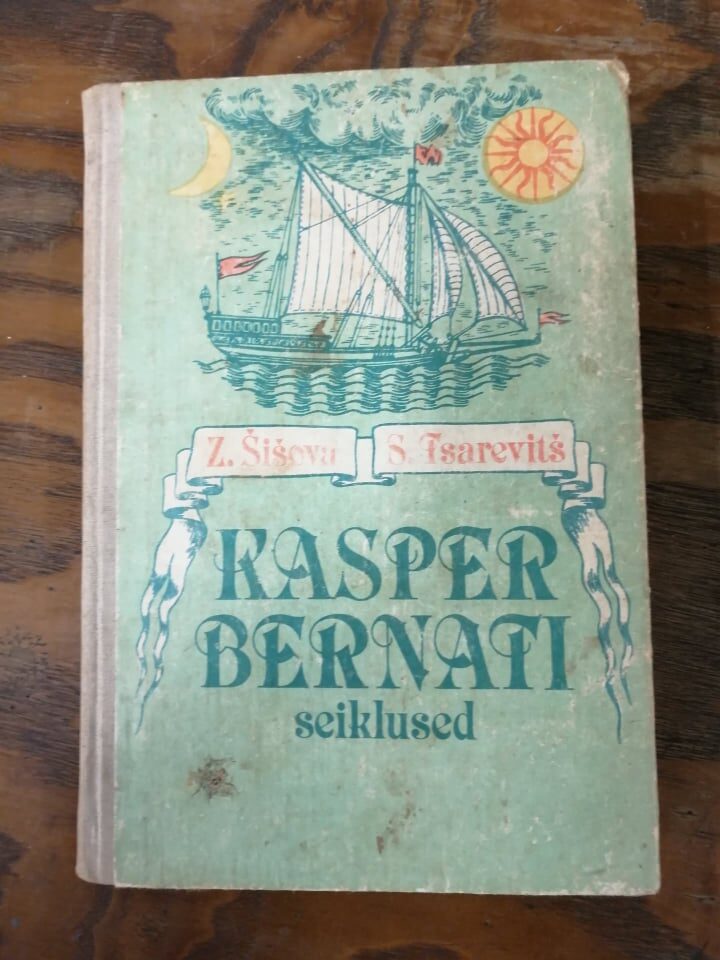 Z. Šišova S. Tsarevitš
KASPER
BERNATI
seiklused